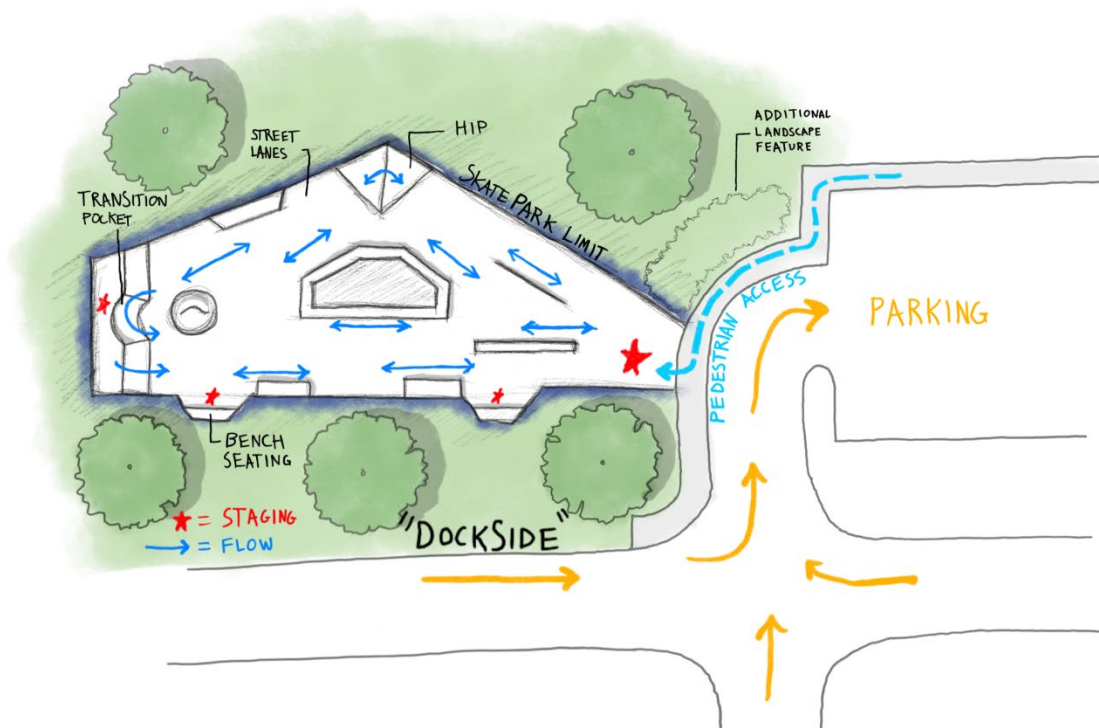 STREET
LANES
HIP
ADDITIONAL
LANDSCAPE
FEATURE
TRANSITION
POCKET
SKATE PARK LIMIT
PEDESTRIAN ACCESS
PARKING
BENCH
SEATING
★ = STAGING
→ = FLOW
"DOCKSIDE"